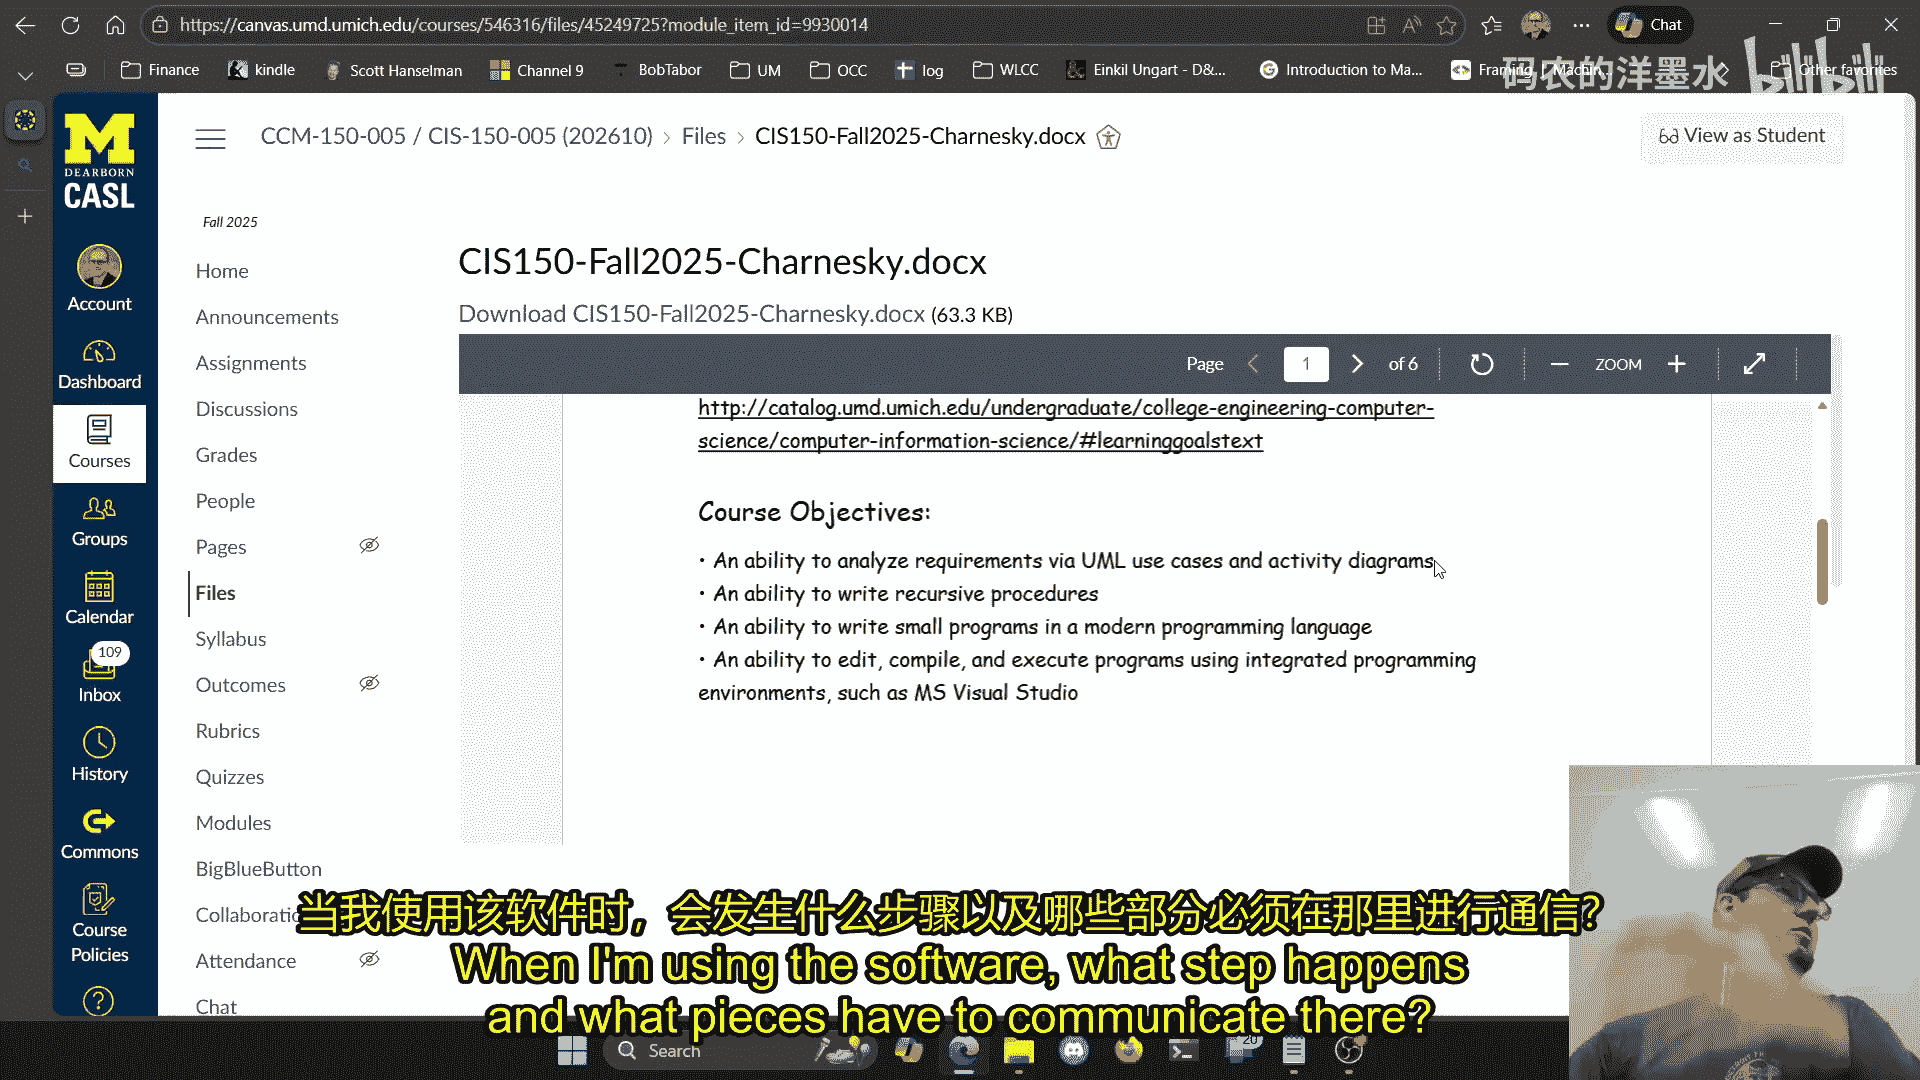 https://canvas.umd.umich.edu/courses/546316/files/45249725?module_item_id=9930014
Chat
Finance
kindle
Scott Hanselman
Channel 9
BobTabor
UM
OCC
log
WLCC
Einkil Ungart - D&...
Introduction to Ma...
Other favorites
码农的洋墨水
bilibili
M
DEARBORN
CASL
CCM-150-005 / CIS-150-005 (202610) > Files > CIS150-Fall2025-Charnesky.docx
View as Student
Fall 2025
Account
Dashboard
Courses
Groups
Calendar
109
Inbox
History
Commons
Course
Policies
Home
Announcements
Assignments
Discussions
Grades
People
Pages
Files
Syllabus
Outcomes
Rubrics
Quizzes
Modules
BigBlueButton
Attendance
Chat
CIS150-Fall2025-Charnesky.docx
Download CIS150-Fall2025-Charnesky.docx (63.3 KB)
Page 1 of 6 ZOOM
http://catalog.umd.umich.edu/undergraduate/college-engineering-computer-
science/computer-information-science/#learninggoalstext
Course Objectives:
• An ability to analyze requirements via UML use cases and activity diagrams
• An ability to write recursive procedures
• An ability to write small programs in a modern programming language
• An ability to edit, compile, and execute programs using integrated programming
environments, such as MS Visual Studio
当我使用该软件时，会发生什么步骤以及哪些部分必须在那里进行通信?
When I'm using the software, what step happens
and what pieces have to communicate there?
Search
20